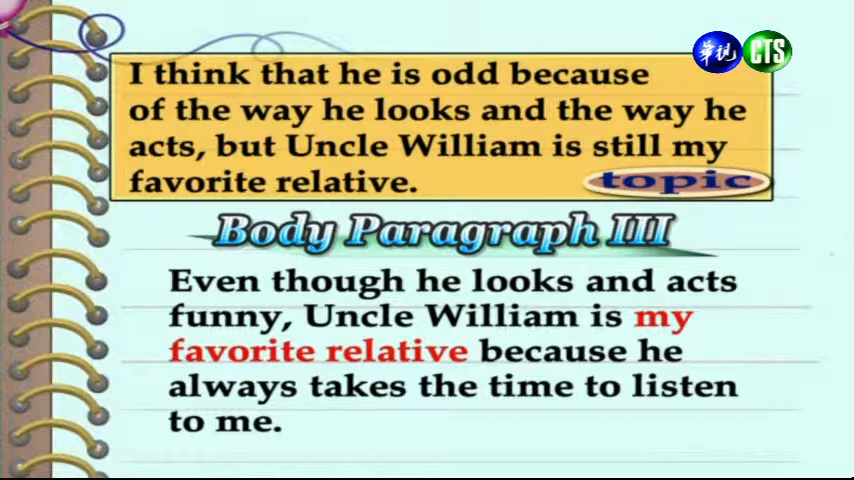 華視 CTS
I think that he is odd because
of the way he looks and the way he
acts, but Uncle William is still my
favorite relative.
topic
Body Paragraph III
Even though he looks and acts
funny, Uncle William is my
favorite relative because he
always takes the time to listen
to me.